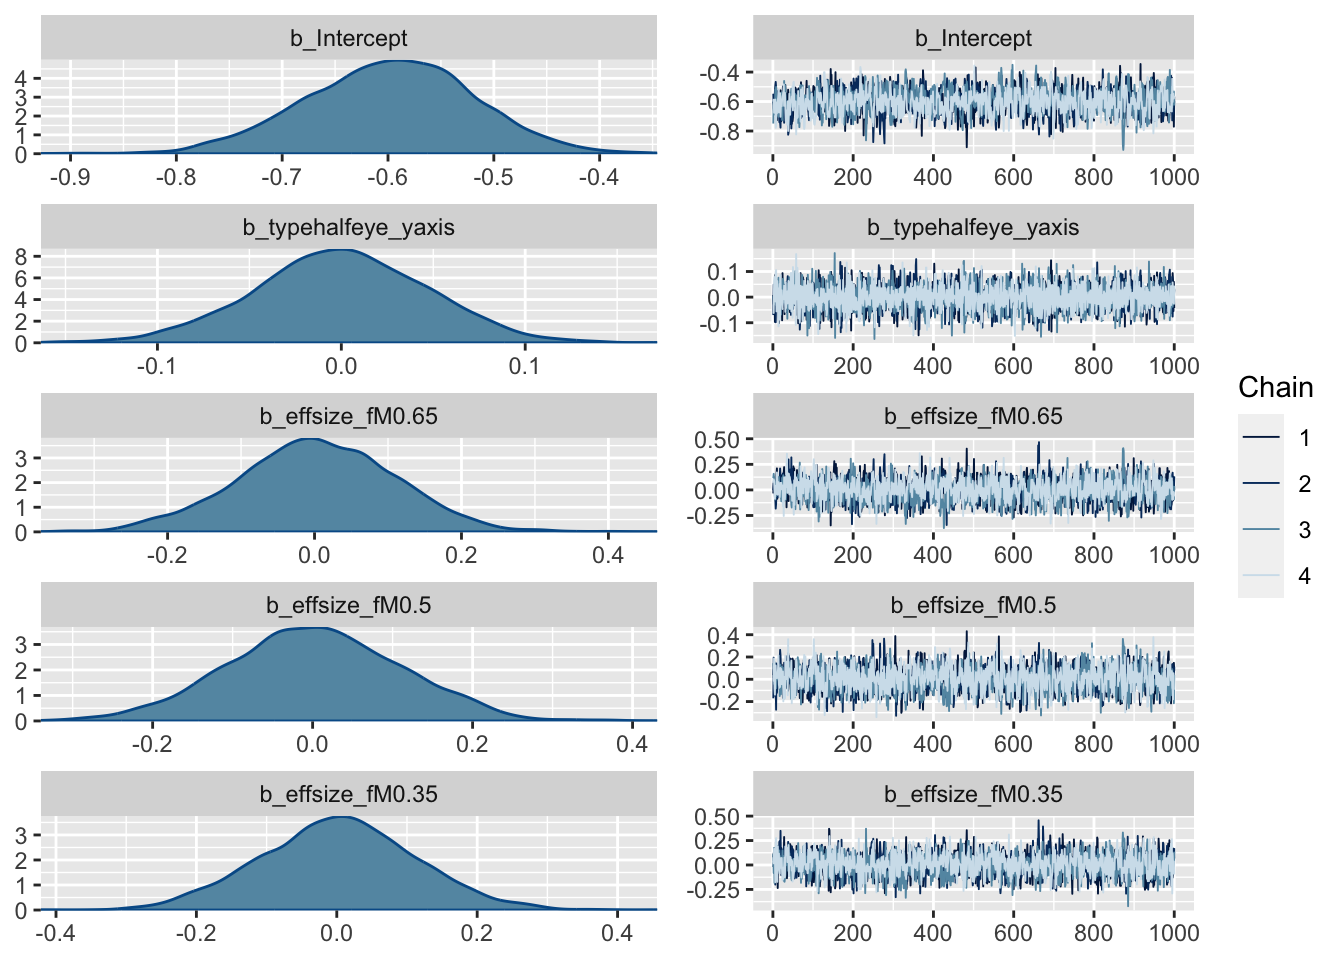 b_Intercept
4
3
2
1
0
-0.9 -0.8 -0.7 -0.6 -0.5 -0.4
b_Intercept
-0.4
-0.6
-0.8
0 200 400 600 800 1000
b_typehalfeye_yaxis
8
6
4
2
0
-0.1 0.0 0.1
b_typehalfeye_yaxis
0.1
0.0
-0.1
0 200 400 600 800 1000
b_effsize_fM0.65
3
2
1
0
-0.2 0.0 0.2 0.4
b_effsize_fM0.65
0.50
0.25
0.00
-0.25
0 200 400 600 800 1000
b_effsize_fM0.5
3
2
1
0
-0.2 0.0 0.2 0.4
b_effsize_fM0.5
0.4
0.2
0.0
-0.2
0 200 400 600 800 1000
b_effsize_fM0.35
3
2
1
0
-0.4 -0.2 0.0 0.2 0.4
b_effsize_fM0.35
0.50
0.25
0.00
-0.25
0 200 400 600 800 1000
Chain
1
2
3
4